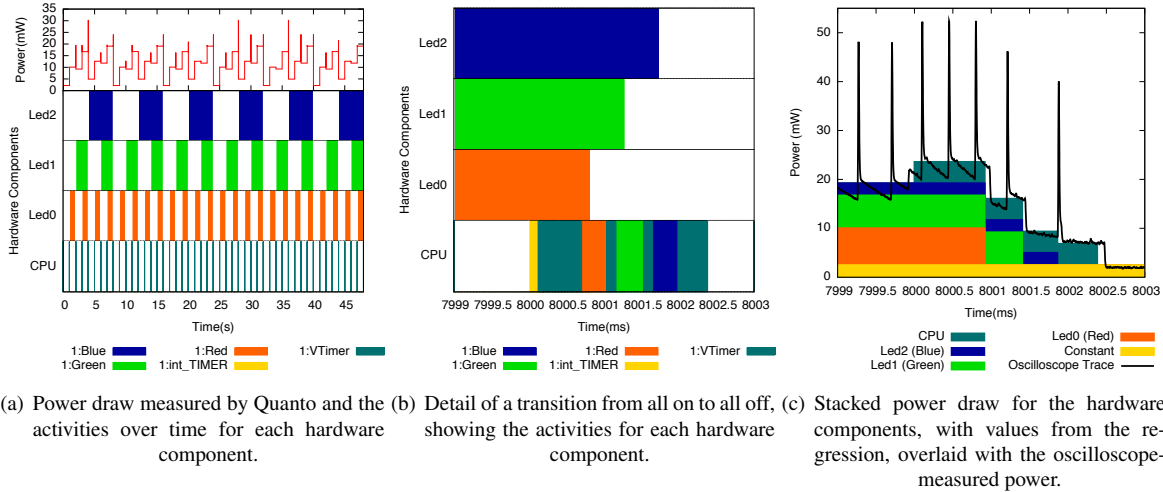 35
30
25
20
15
10
5
0
Power(mW)
Led2
Led1
Led0
CPU
Hardware Components
0 5 10 15 20 25 30 35 40 45
Time(s)
1:Blue 1:Red 1:VTimer
1:Green 1:int_TIMER
Led2
Led1
Led0
CPU
Hardware Components
7999 7999.5 8000 8000.5 8001 8001.5 8002 8002.5 8003
Time(ms)
1:Blue 1:Red 1:VTimer
1:Green 1:int_TIMER
50
40
30
20
10
0
Power (mW)
7999 7999.5 8000 8000.5 8001 8001.5 8002 8002.5 8003
Time(ms)
CPU Led0 (Red)
Led2 (Blue) Constant
Led1 (Green) Oscilloscope Trace
(a) Power draw measured by Quanto and the
activities over time for each hardware
component.
(b) Detail of a transition from all on to all off,
showing the activities for each hardware
component.
(c) Stacked power draw for the hardware
components, with values from the re-
gression, overlaid with the oscilloscope-
measured power.